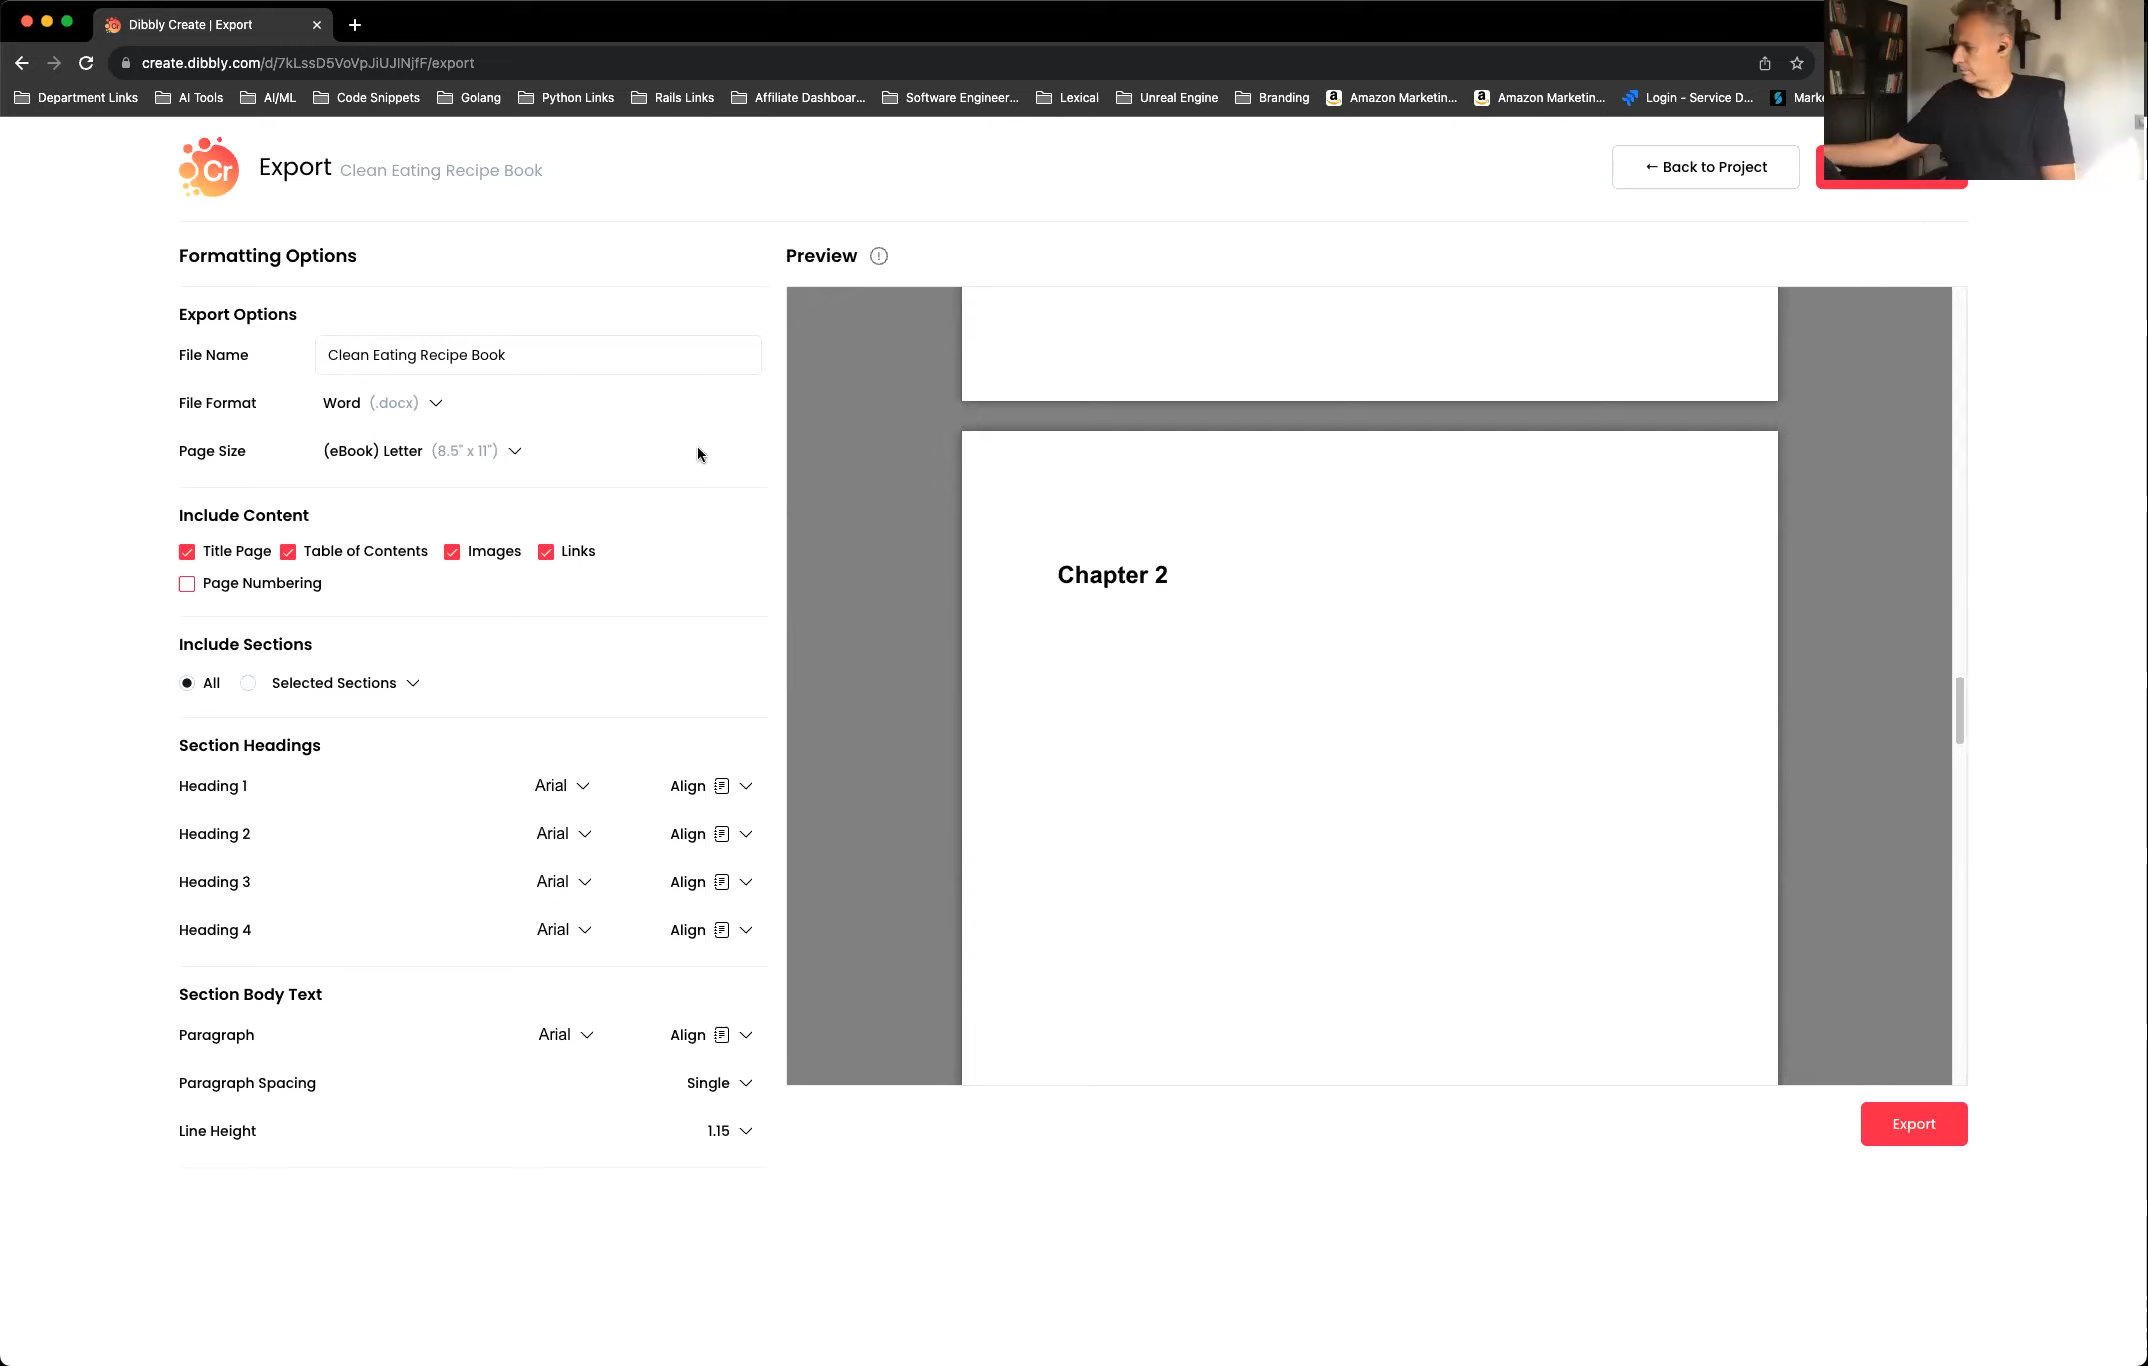 Dibbly Create | Export
create.dibbly.com/d/7kLssD5VoVpJiUJINjfF/export
Department Links AI Tools AI/ML Code Snippets Golang Python Links Rails Links Affiliate Dashboar... Software Engineer... Lexical Unreal Engine Branding Amazon Marketin... Amazon Marketin... Login - Service D... Marke
Cr Export Clean Eating Recipe Book
← Back to Project
Formatting Options
Preview
Export Options
File Name Clean Eating Recipe Book
File Format Word (.docx)
Page Size (eBook) Letter (8.5" x 11")
Include Content
Title Page Table of Contents Images Links
Page Numbering
Include Sections
All Selected Sections
Section Headings
Heading 1 Arial Align
Heading 2 Arial Align
Heading 3 Arial Align
Heading 4 Arial Align
Section Body Text
Paragraph Arial Align
Paragraph Spacing Single
Line Height 1.15
Chapter 2
Export